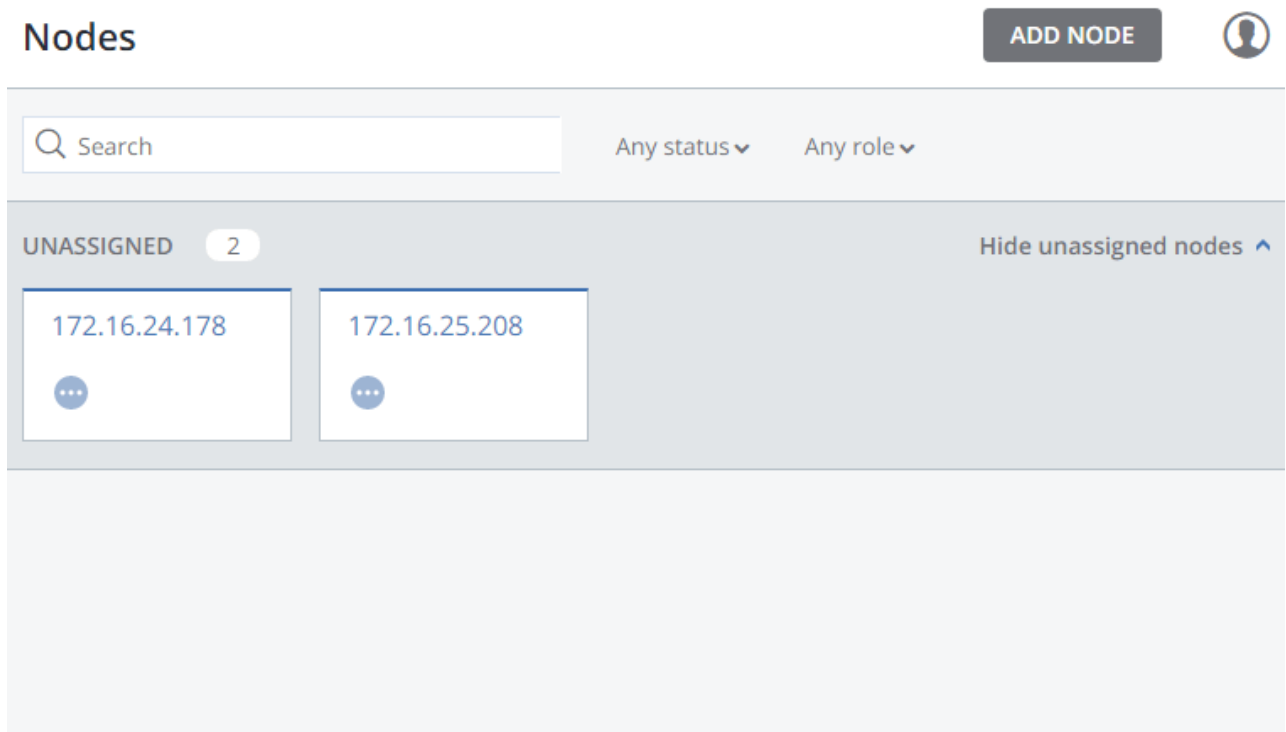 Nodes
ADD NODE
Search
Any status
Any role
UNASSIGNED 2
Hide unassigned nodes
172.16.24.178
172.16.25.208